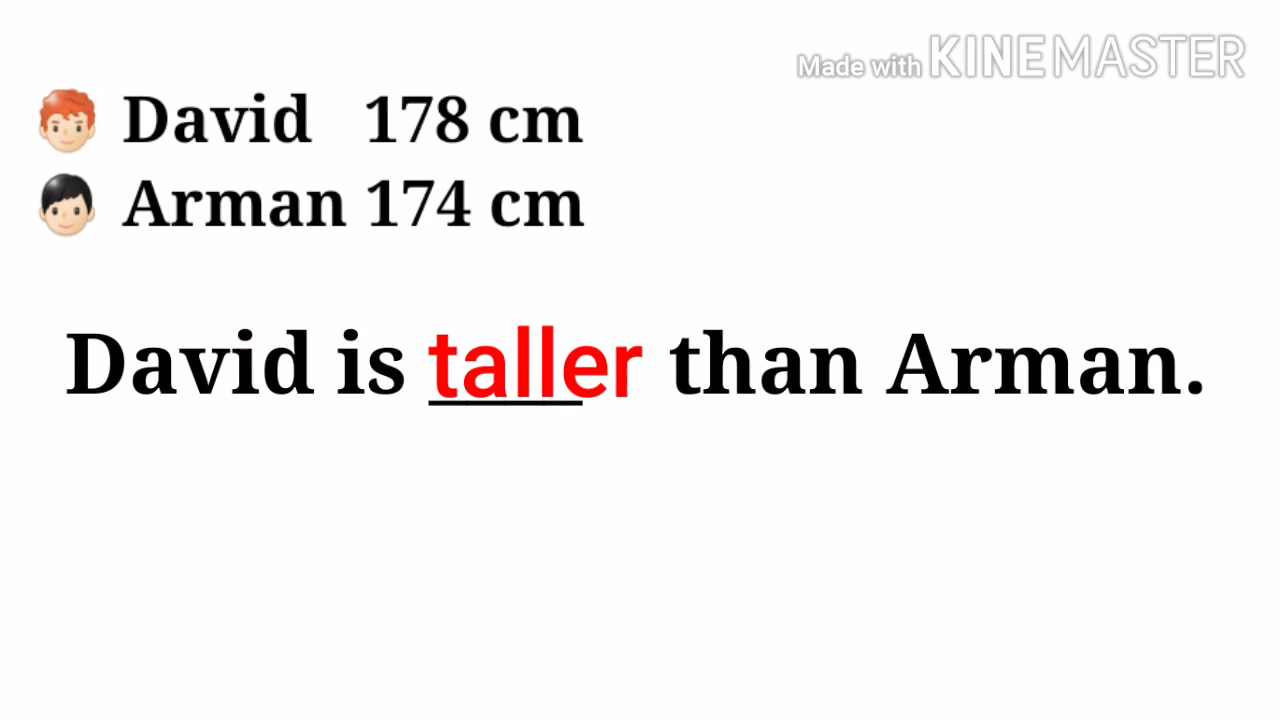 Made with KINEMASTER
David 178 cm
Arman 174 cm
David is taller than Arman.